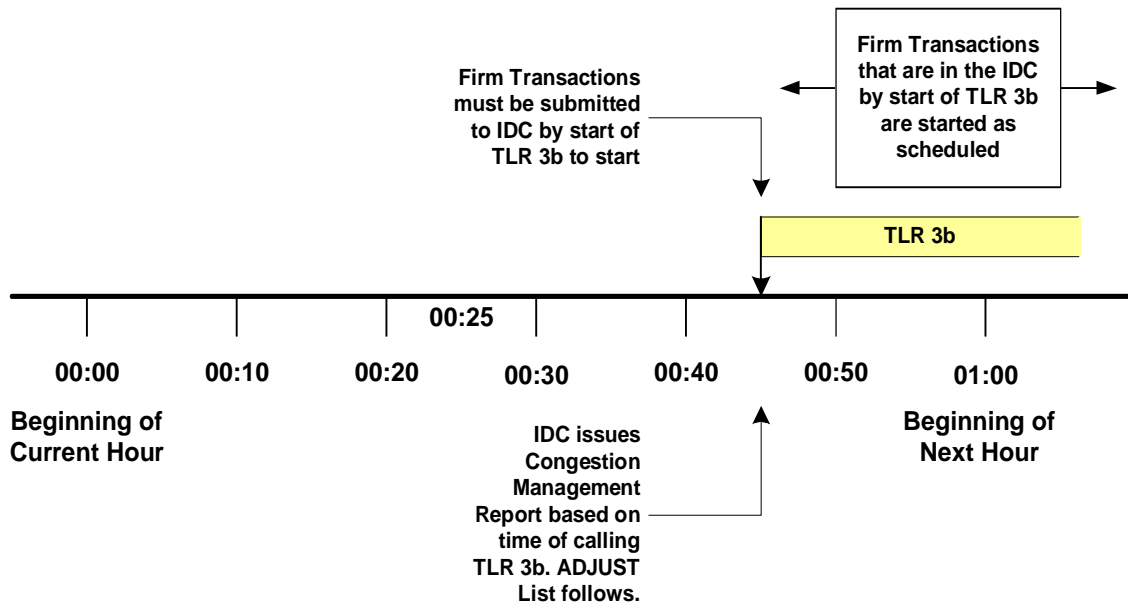 Firm Transactions
must be submitted
to IDC by start of
TLR 3b to start
Firm Transactions
that are in the IDC
by start of TLR 3b
are started as
scheduled
TLR 3b
00:25
00:00
00:10
00:20
00:30
00:40
00:50
01:00
Beginning of
Current Hour
IDC issues
Congestion
Management
Report based on
time of calling
TLR 3b. ADJUST
List follows.
Beginning of
Next Hour